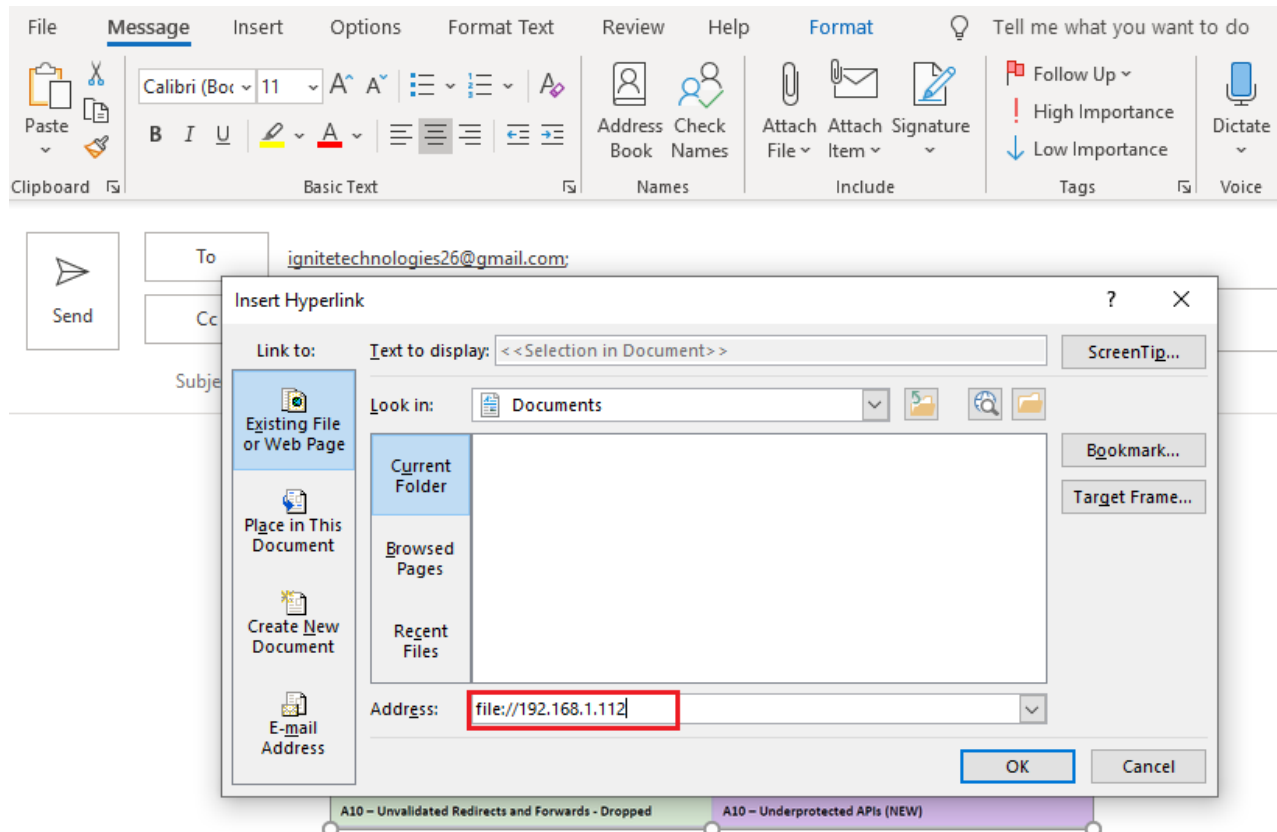 File Message Insert Options Format Text Review Help Format Tell me what you want to do
Calibri (Boc 11
Follow Up
High Importance
Low Importance
Paste
B I U A
Address Book
Check Names
Attach File
Attach Item
Signature
Dictate
Clipboard Basic Text Names Include Tags Voice
Send
To ignitetechnologies26@gmail.com;
Cc
Subje
Insert Hyperlink ?
Link to:
Text to display: <<Selection in Document>>
ScreenTip...
Existing File
or Web Page
Look in: Documents
Current
Folder
Bookmark...
Target Frame...
Place in This
Document
Browsed
Pages
Create New
Document
Recent
Files
E-mail
Address
Address: file://192.168.1.112
OK Cancel
A10 – Unvalidated Redirects and Forwards - Dropped A10 – Underprotected APIs (NEW)